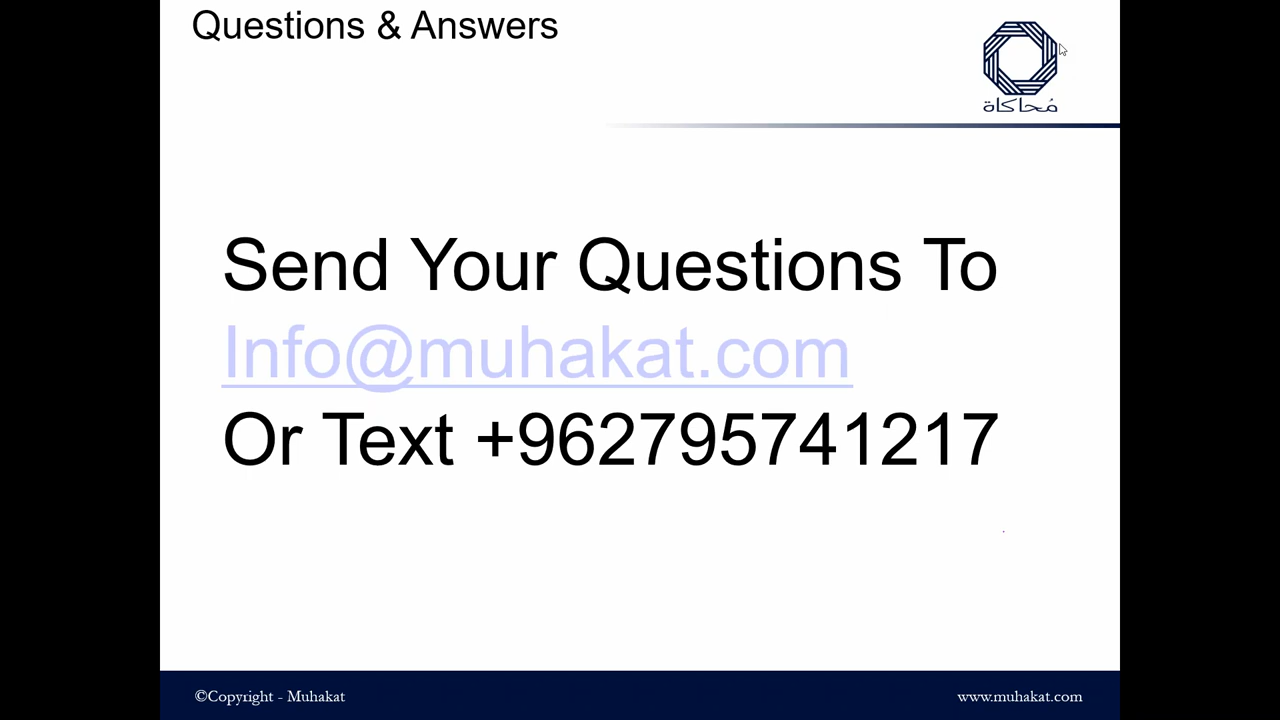 Questions & Answers
مُحاكاة
Send Your Questions To
Info@muhakat.com
Or Text +962795741217
©Copyright - Muhakat
www.muhakat.com